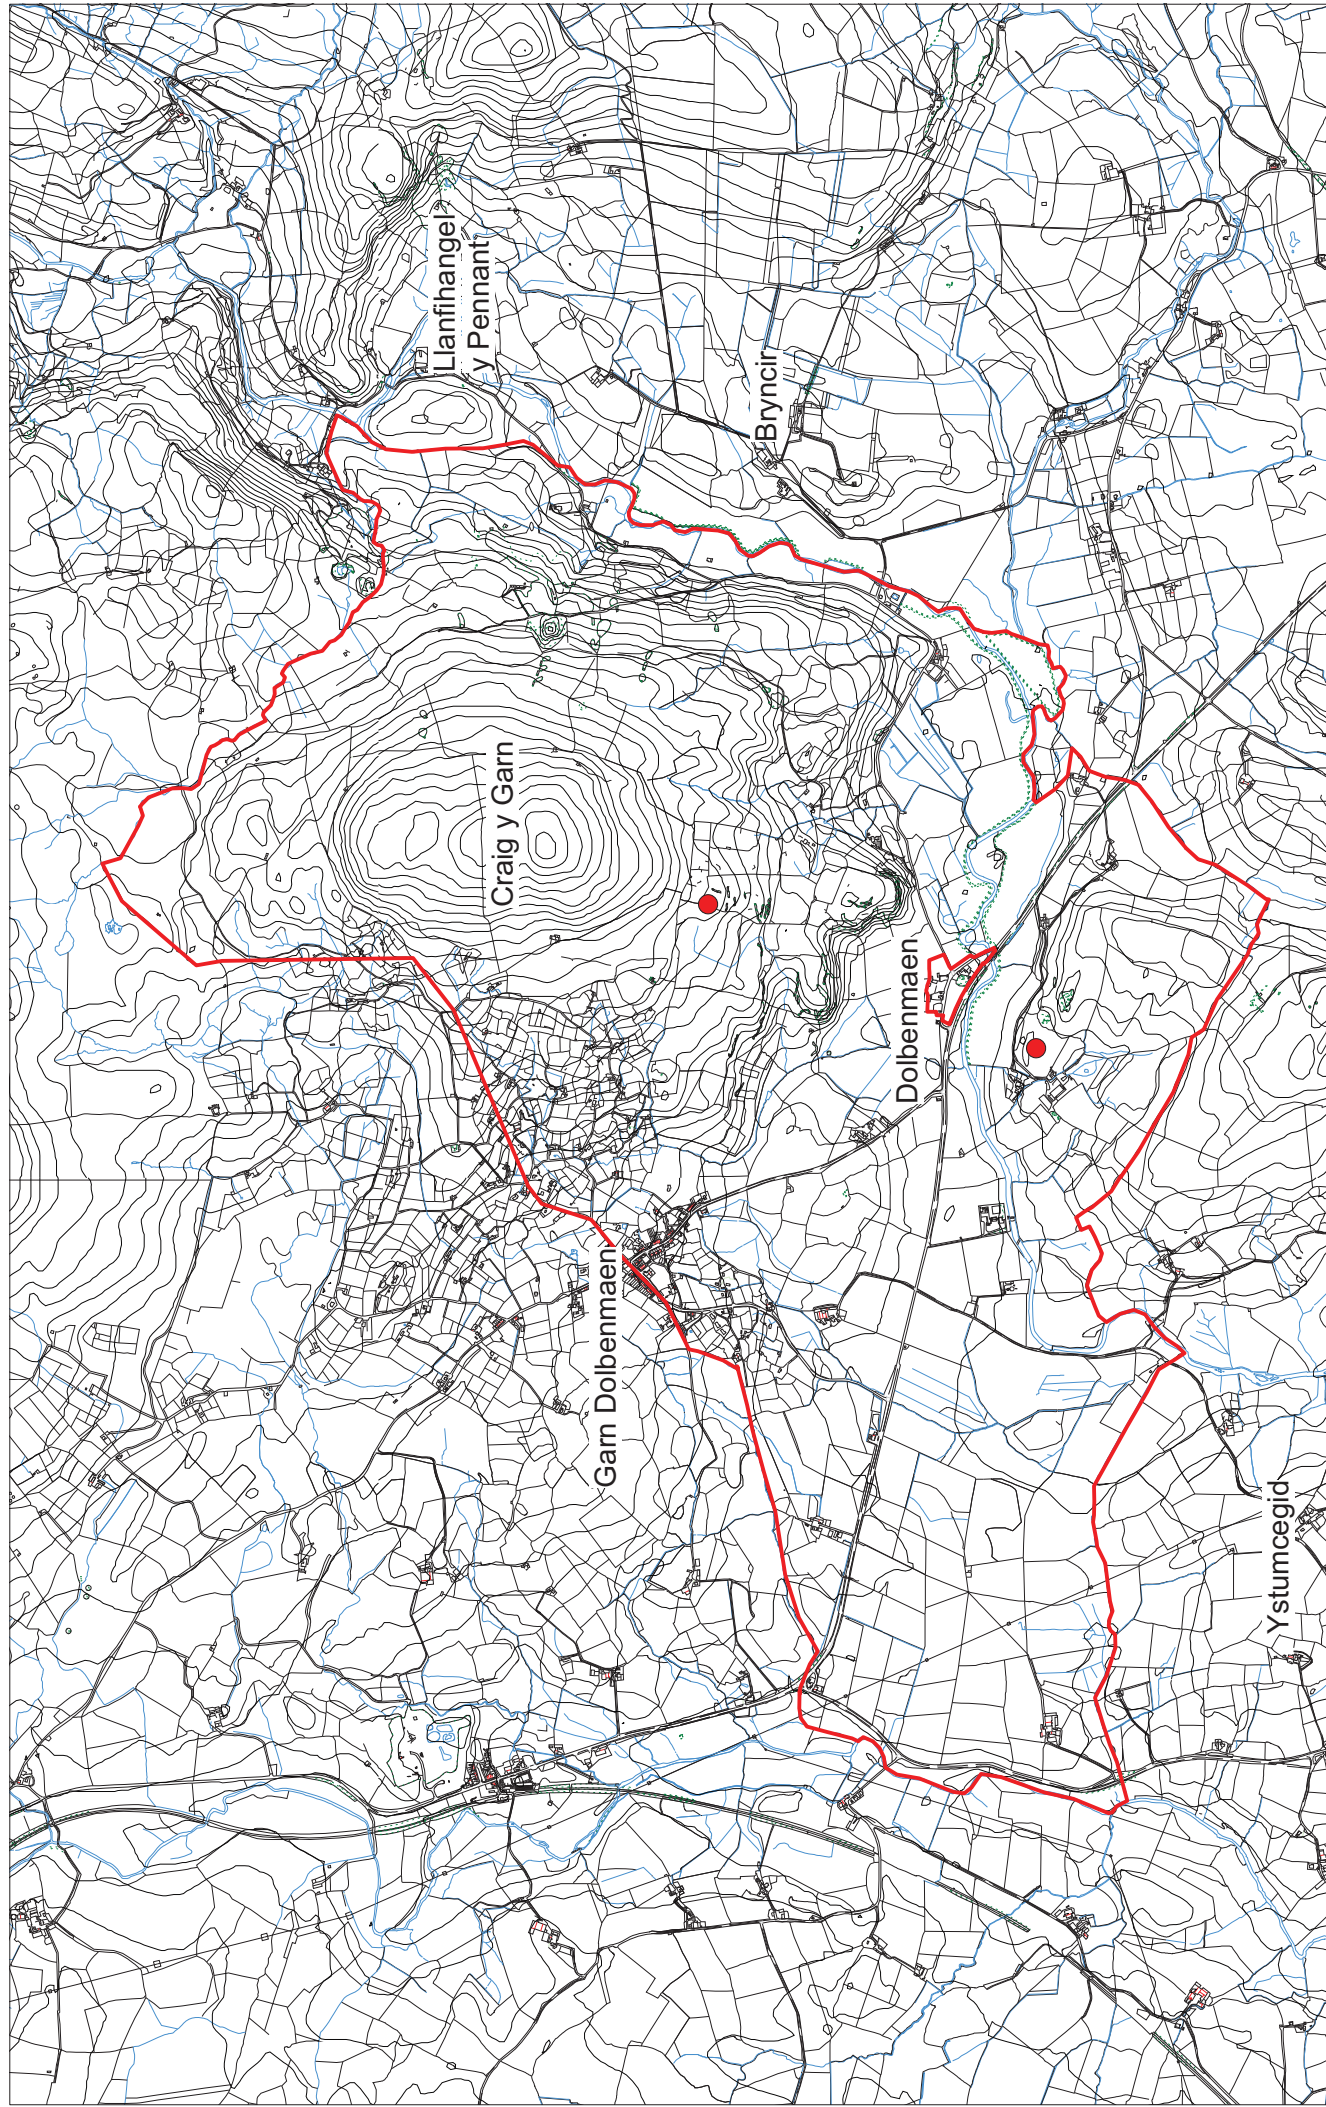 Llanfihangel
y Pennant
Bryncir
Craig y Garn
Dolbenmaen
Garn Dolbenmaen
Ystumcegid